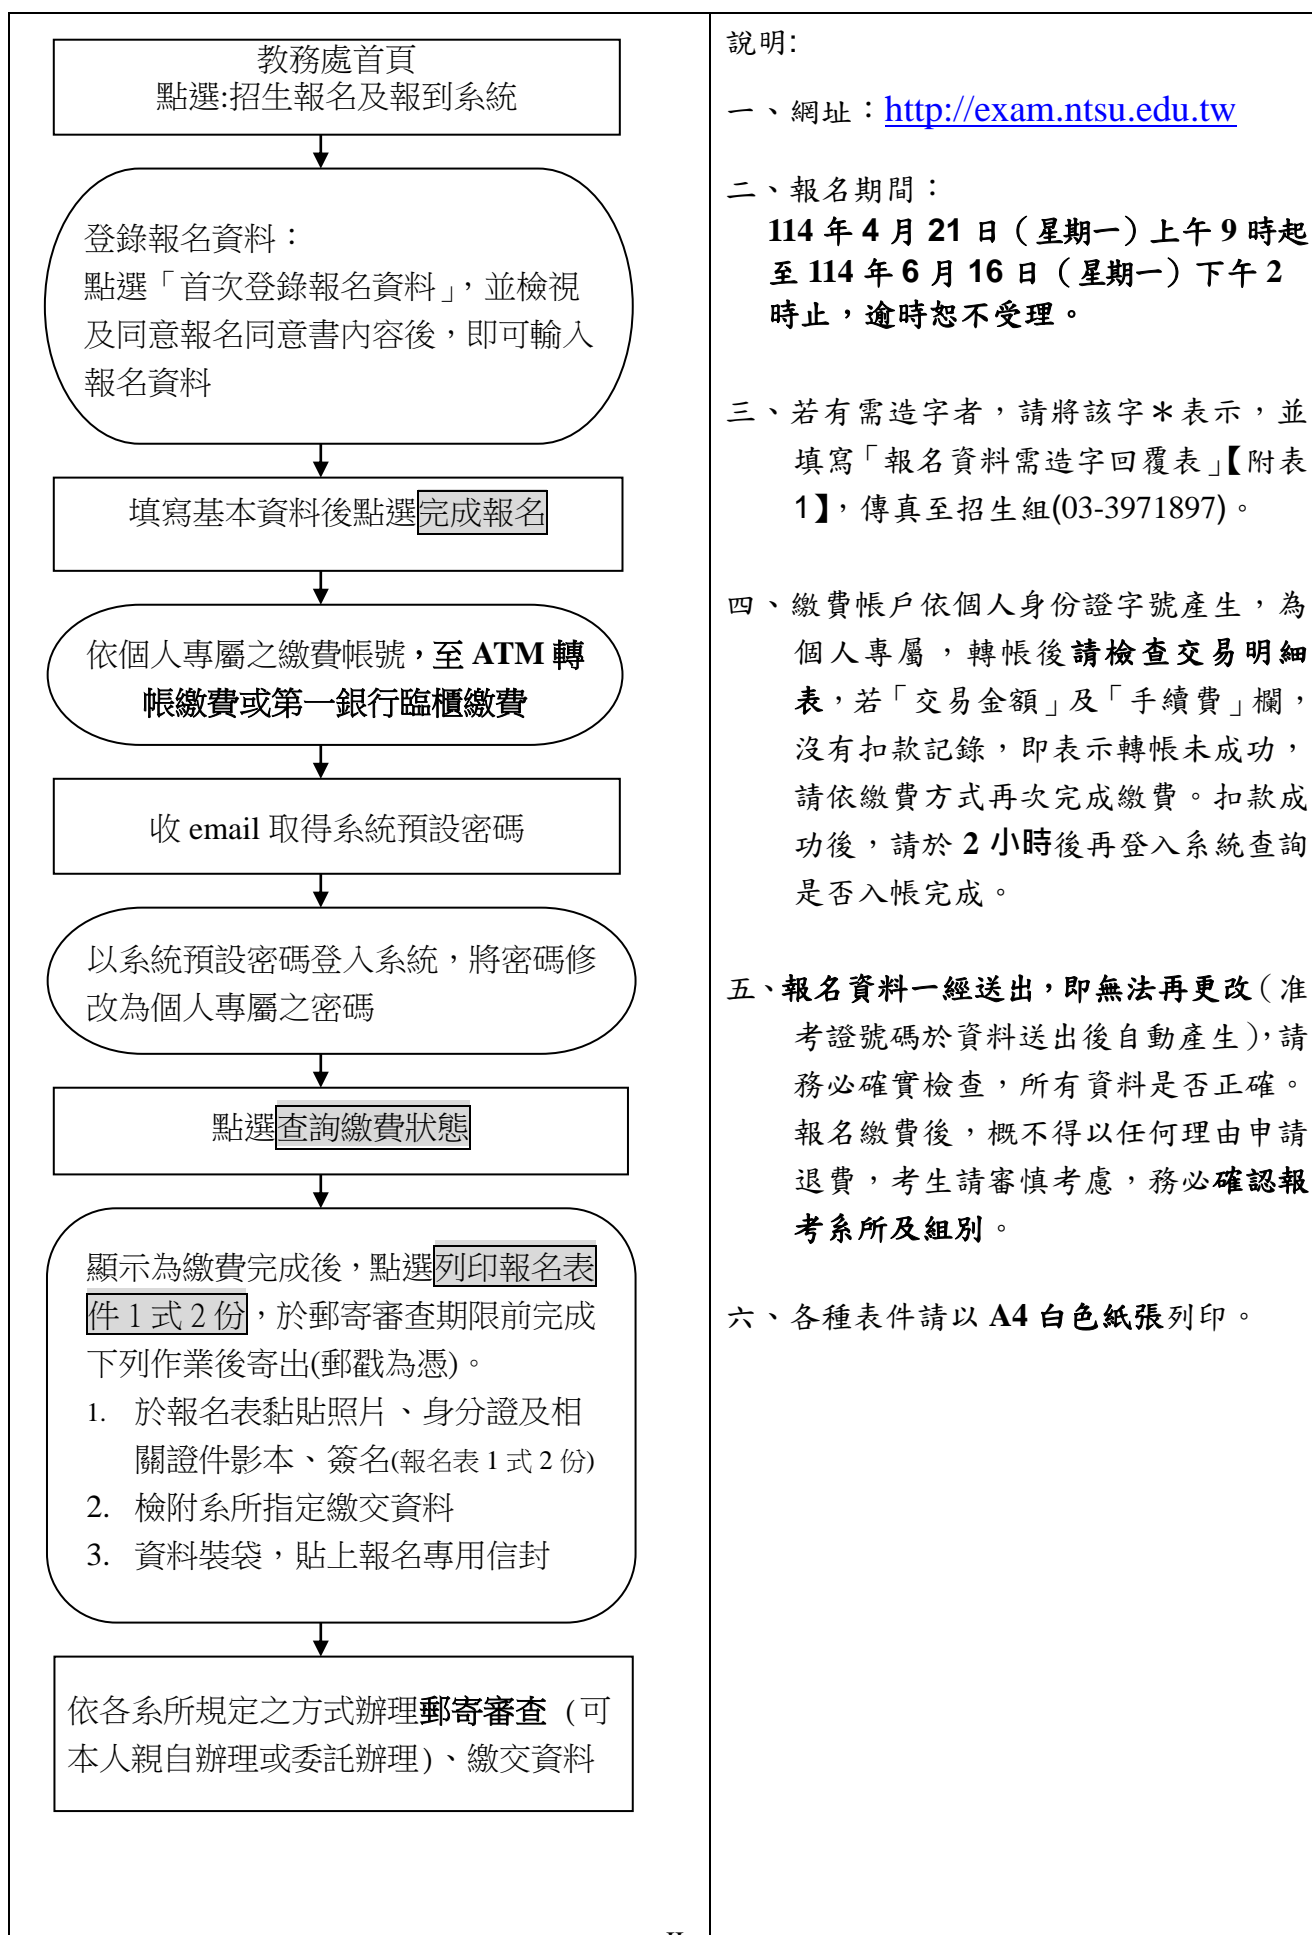 教務處首頁
點選:招生報名及報到系統
登錄報名資料：
點選「首次登錄報名資料」，並檢視
及同意報名同意書內容後，即可輸入
報名資料
填寫基本資料後點選完成報名
依個人專屬之繳費帳號，至 ATM 轉
帳繳費或第一銀行臨櫃繳費
收 email 取得系統預設密碼
以系統預設密碼登入系統，將密碼修
改為個人專屬之密碼
點選查詢繳費狀態
顯示為繳費完成後，點選列印報名表
件 1 式 2 份，於郵寄審查期限前完成
下列作業後寄出(郵戳為憑)。
1. 於報名表黏貼照片、身分證及相
關證件影本、簽名(報名表 1 式 2 份)
2. 檢附系所指定繳交資料
3. 資料裝袋，貼上報名專用信封
依各系所規定之方式辦理郵寄審查 (可
本人親自辦理或委託辦理)、繳交資料
說明:
一、網址：http://exam.ntsu.edu.tw
二、報名期間：
114 年 4 月 21 日（星期一）上午 9 時起
至 114 年 6 月 16 日（星期一）下午 2
時止，逾時恕不受理。
三、若有需造字者，請將該字＊表示，並
填寫「報名資料需造字回覆表」【附表
1】，傳真至招生組(03-3971897)。
四、繳費帳戶依個人身份證字號產生，為
個人專屬，轉帳後請檢查交易明細
表，若「交易金額」及「手續費」欄，
沒有扣款記錄，即表示轉帳未成功，
請依繳費方式再次完成繳費。扣款成
功後，請於 2 小時後再登入系統查詢
是否入帳完成。
五、報名資料一經送出，即無法再更改（准
考證號碼於資料送出後自動產生），請
務必確實檢查，所有資料是否正確。
報名繳費後，概不得以任何理由申請
退費，考生請審慎考慮，務必確認報
考系所及組別。
六、各種表件請以 A4 白色紙張列印。
II